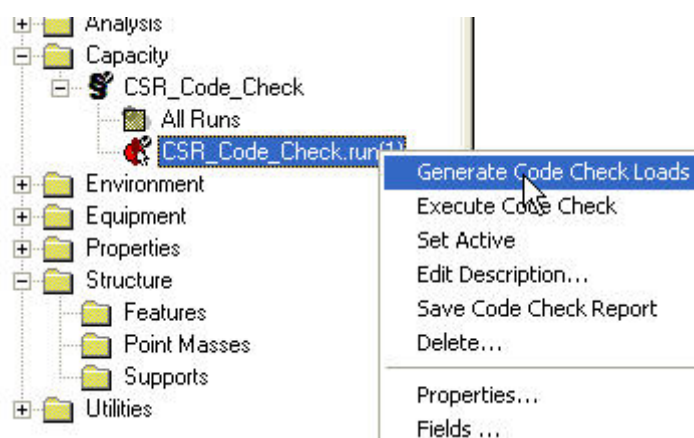 Analysis
Capacity
CSR_Code_Check
All Runs
CSR_Code_Check.run(1)
Environment
Equipment
Properties
Structure
Features
Point Masses
Supports
Utilities
Generate Code Check Loads
Execute Code Check
Set Active
Edit Description...
Save Code Check Report
Delete...
Properties...
Fields ...